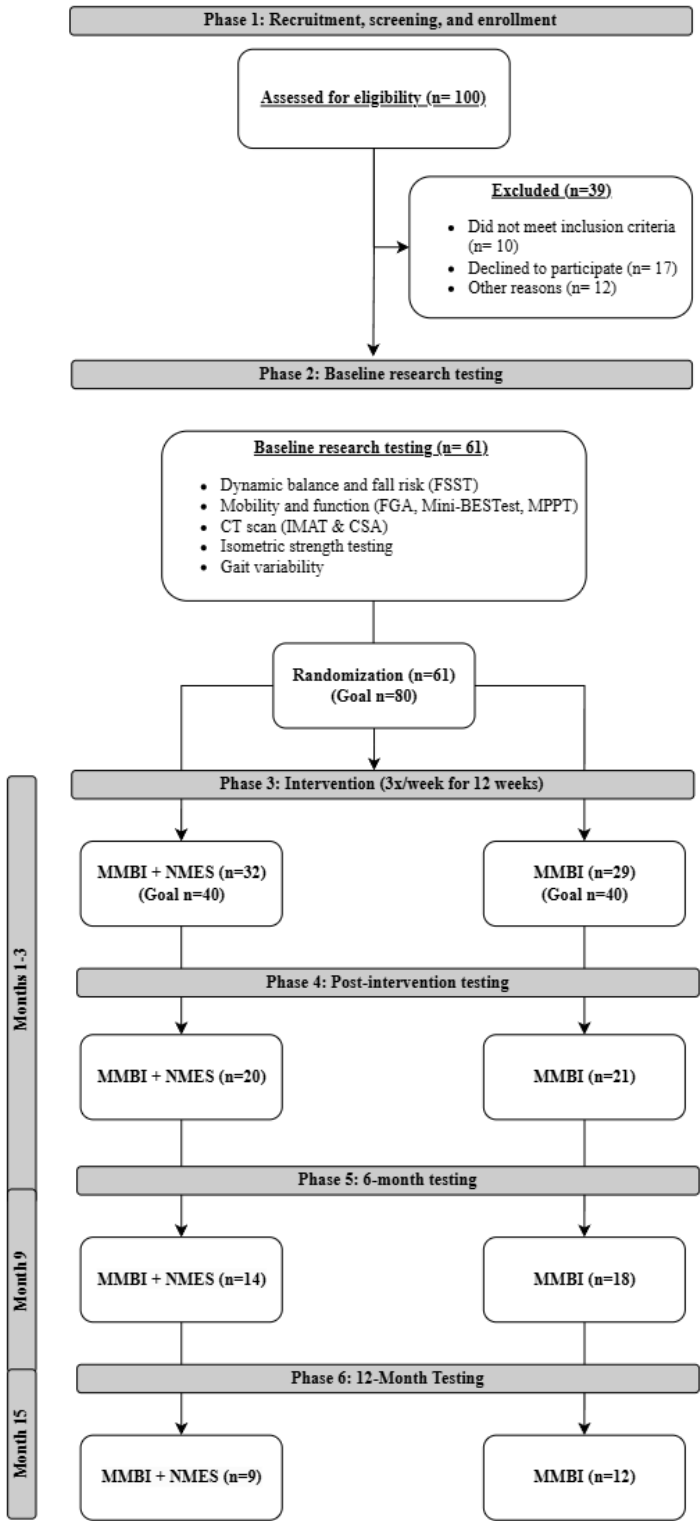 Phase 1: Recruitment, screening, and enrollment
Assessed for eligibility (n= 100)
Excluded (n=39)
• Did not meet inclusion criteria
(n= 10)
• Declined to participate (n= 17)
• Other reasons (n= 12)
Phase 2: Baseline research testing
Baseline research testing (n= 61)
• Dynamic balance and fall risk (FSST)
• Mobility and function (FGA, Mini-BESTest, MPPT)
• CT scan (IMAT & CSA)
• Isometric strength testing
• Gait variability
Randomization (n=61)
(Goal n=80)
Months 1-3
Phase 3: Intervention (3x/week for 12 weeks)
MMBI + NMES (n=32)
(Goal n=40)
MMBI (n=29)
(Goal n=40)
Phase 4: Post-intervention testing
MMBI + NMES (n=20)
MMBI (n=21)
Phase 5: 6-month testing
Month 9
MMBI + NMES (n=14)
MMBI (n=18)
Phase 6: 12-Month Testing
Month 15
MMBI + NMES (n=9)
MMBI (n=12)